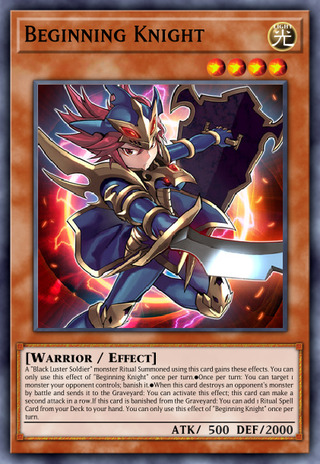 BEGINNING KNIGHT
LIGHT
光
[WARRIOR / EFFECT]
A "Black Luster Soldier" monster Ritual Summoned using this card gains these effects. You can
only use this effect of "Beginning Knight" once per turn.●Once per turn: You can target 1
monster your opponent controls; banish it.●When this card destroys an opponent's monster
by battle and sends it to the Graveyard: You can activate this effect; this card can make a
second attack in a row.If this card is banished from the Graveyard: You can add 1 Ritual Spell
Card from your Deck to your hand. You can only use this effect of "Beginning Knight" once per
turn.
ATK/ 500 DEF/2000